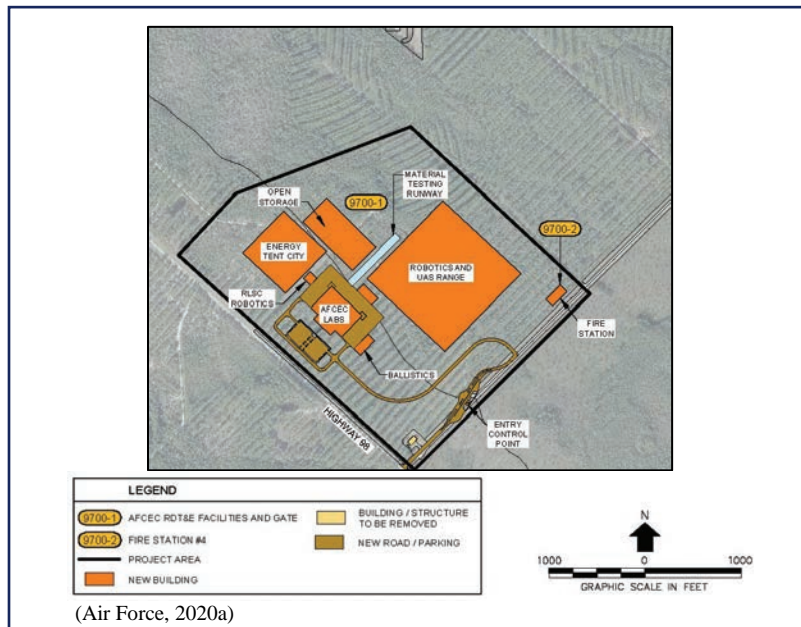 MATERIAL
TESTING
RUNWAY
OPEN
STORAGE
9700-1
9700-2
ENERGY
TENT CITY
ROBOTICS AND
UAS RANGE
RLSC
ROBOTICS
AFCEC
LABS
FIRE
STATION
BALLISTICS
ENTRY
CONTROL
POINT
HIGHWAY 98
LEGEND
9700-1 AFCEC RDT&E FACILITIES AND GATE
9700-2 FIRE STATION #4
PROJECT AREA
NEW BUILDING
BUILDING / STRUCTURE
TO BE REMOVED
NEW ROAD / PARKING
N
1000 0 1000
GRAPHIC SCALE IN FEET
(Air Force, 2020a)